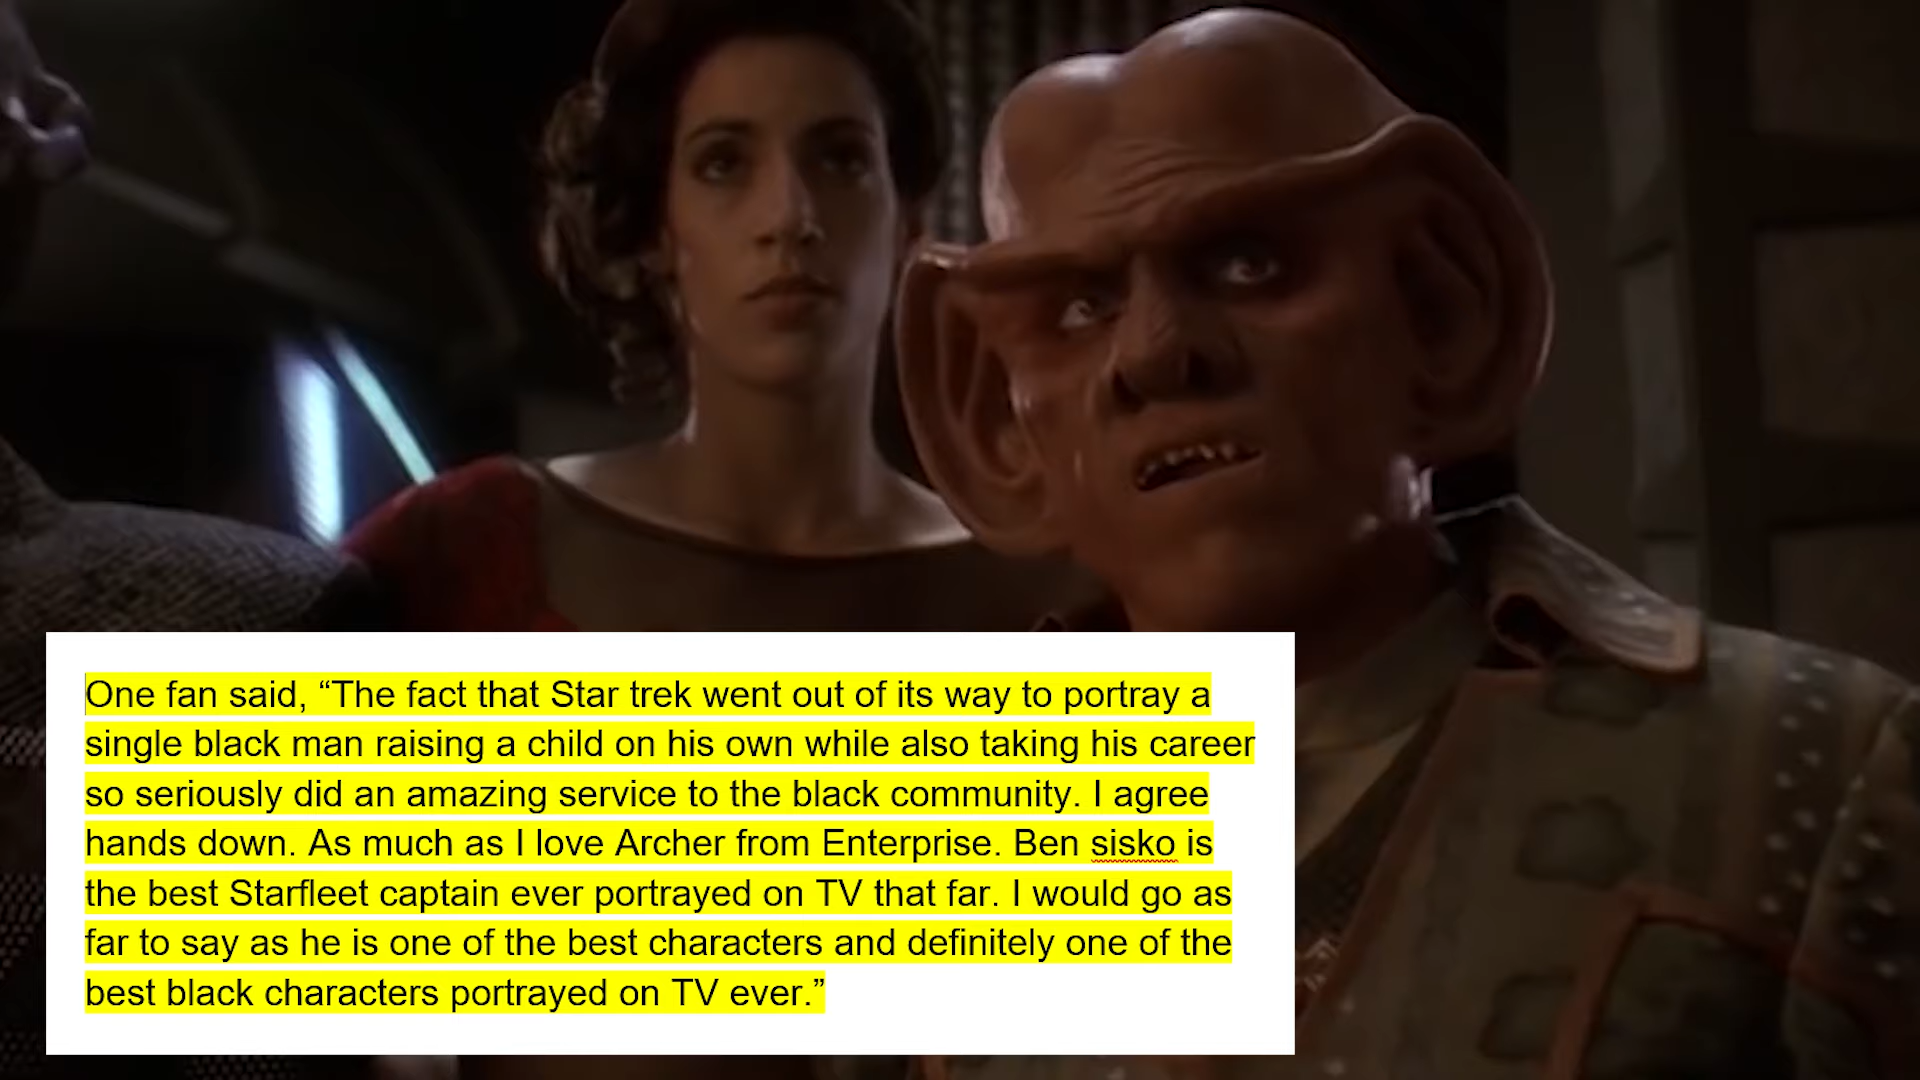 One fan said, “The fact that Star trek went out of its way to portray a
single black man raising a child on his own while also taking his career
so seriously did an amazing service to the black community. I agree
hands down. As much as I love Archer from Enterprise. Ben sisko is
the best Starfleet captain ever portrayed on TV that far. I would go as
far to say as he is one of the best characters and definitely one of the
best black characters portrayed on TV ever.”